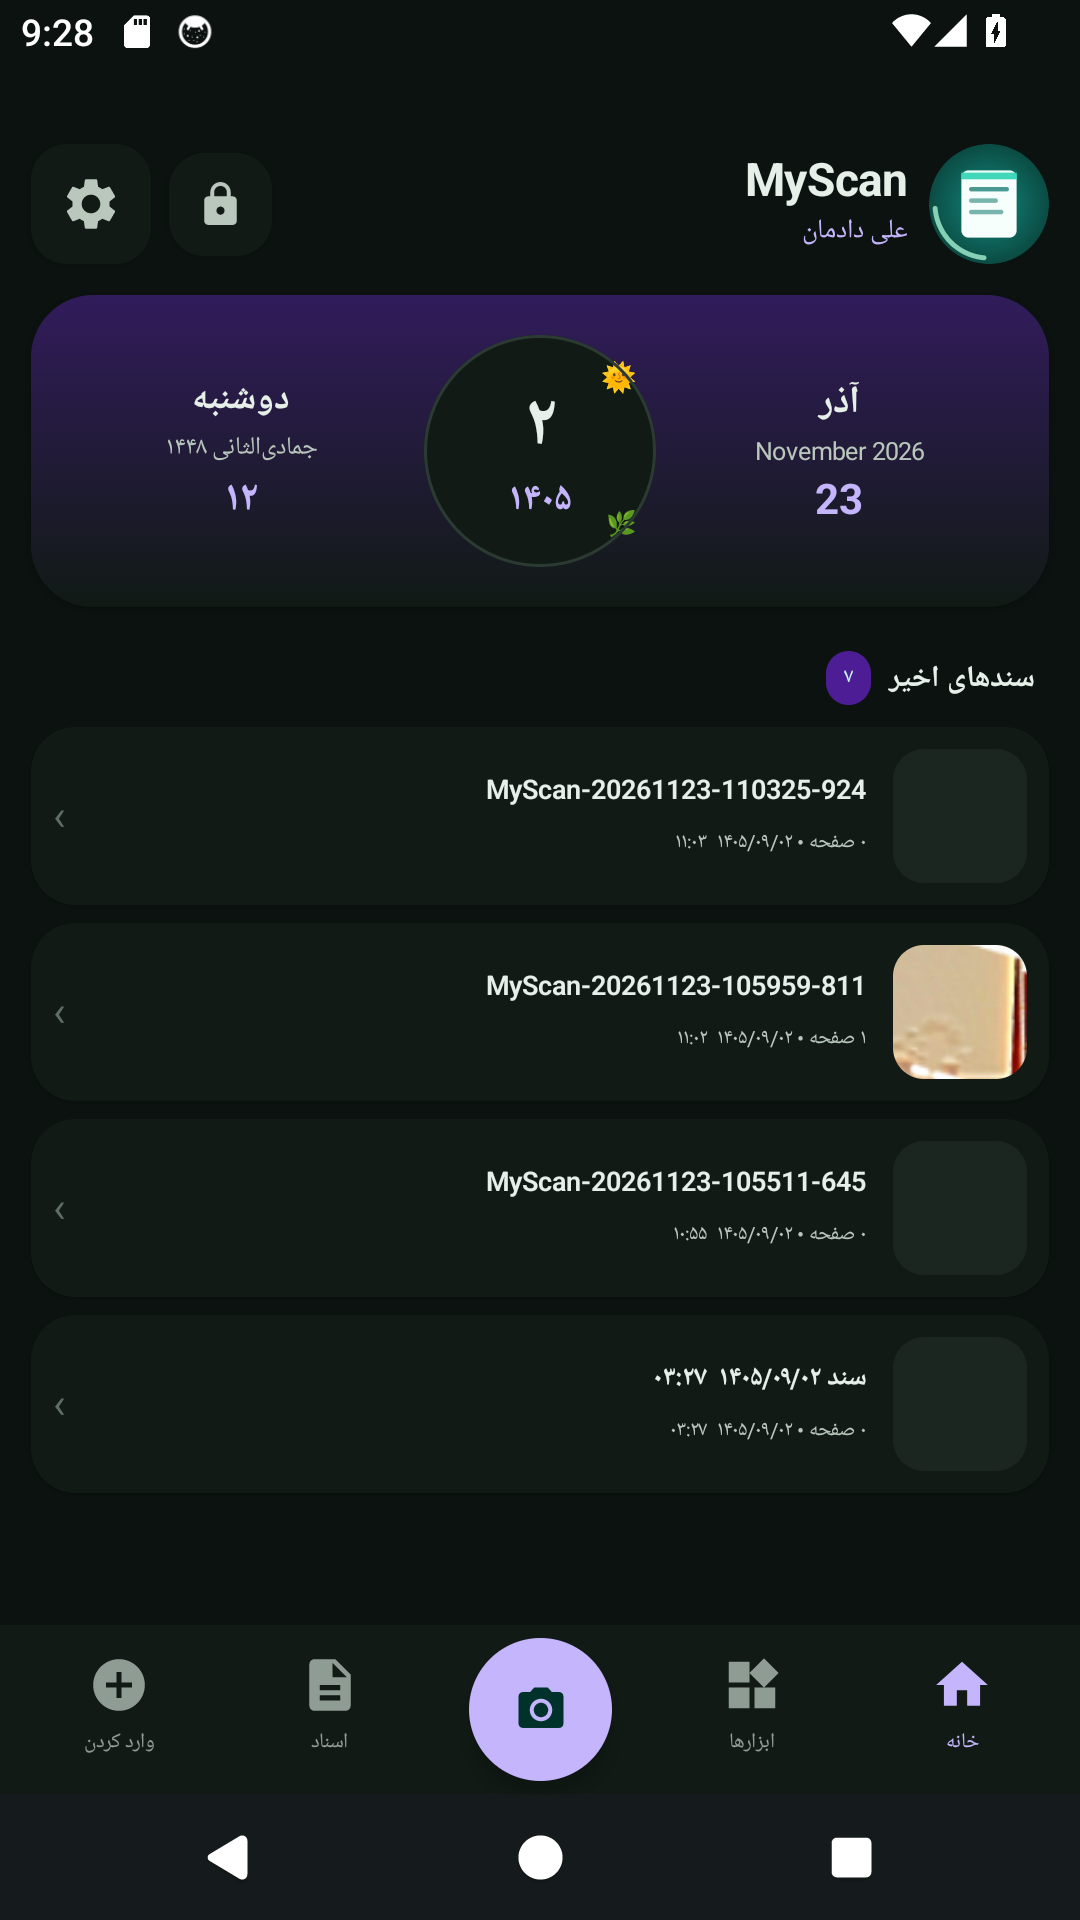 9:28
MyScan
علی دادمان
آذر
November 2026
23
۲
۱۴۰۵
دوشنبه
جمادی‌الثانی ۱۴۴۸
۱۲
سندهای اخیر
۷
MyScan-20261123-110325-924
۰ صفحه • ۱۴۰۵/۰۹/۰۲ ۱۱:۰۳
MyScan-20261123-105959-811
۱ صفحه • ۱۴۰۵/۰۹/۰۲ ۱۱:۰۲
MyScan-20261123-105511-645
۰ صفحه • ۱۴۰۵/۰۹/۰۲ ۱۰:۵۵
سند ۱۴۰۵/۰۹/۰۲ ۰۳:۲۷
۰ صفحه • ۱۴۰۵/۰۹/۰۲ ۰۳:۲۷
خانه
ابزارها
اسناد
وارد کردن